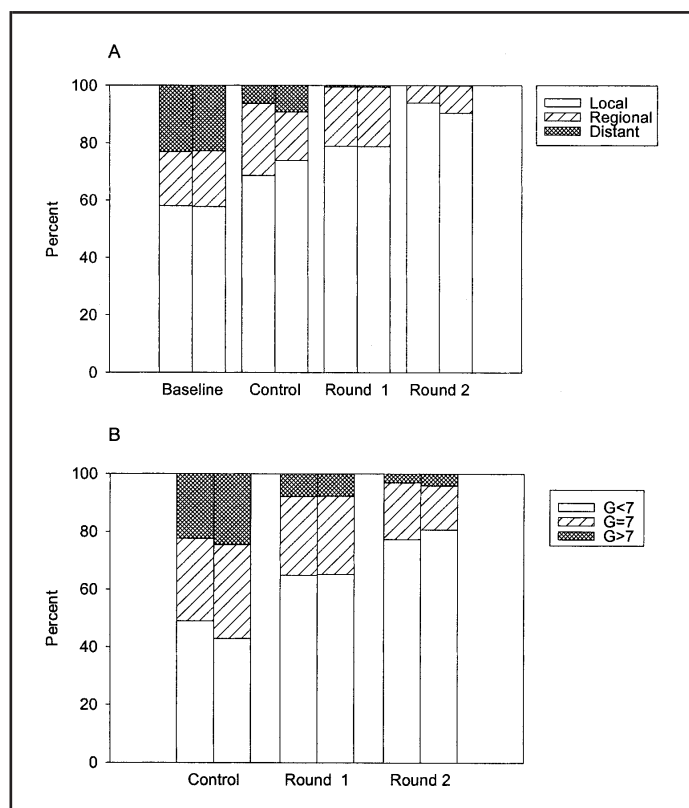 A
100
80
60
40
20
0
Percent
Baseline Control Round 1 Round 2
Local
Regional
Distant
B
100
80
60
40
20
0
Percent
Control Round 1 Round 2
G<7
G=7
G>7